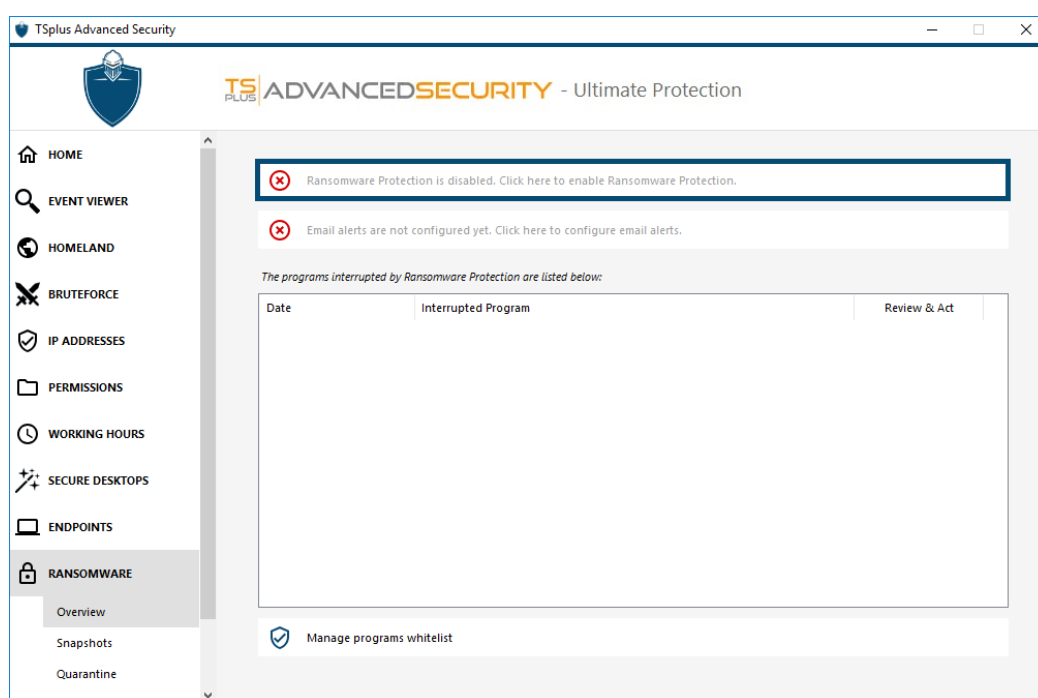 TSplus Advanced Security
TS PLUS ADVANCEDSECURITY - Ultimate Protection
HOME
EVENT VIEWER
HOMELAND
BRUTEFORCE
IP ADDRESSES
PERMISSIONS
WORKING HOURS
SECURE DESKTOPS
ENDPOINTS
RANSOMWARE
Overview
Snapshots
Quarantine
Ransomware Protection is disabled. Click here to enable Ransomware Protection.
Email alerts are not configured yet. Click here to configure email alerts.
The programs interrupted by Ransomware Protection are listed below:
Date Interrupted Program Review & Act
Manage programs whitelist